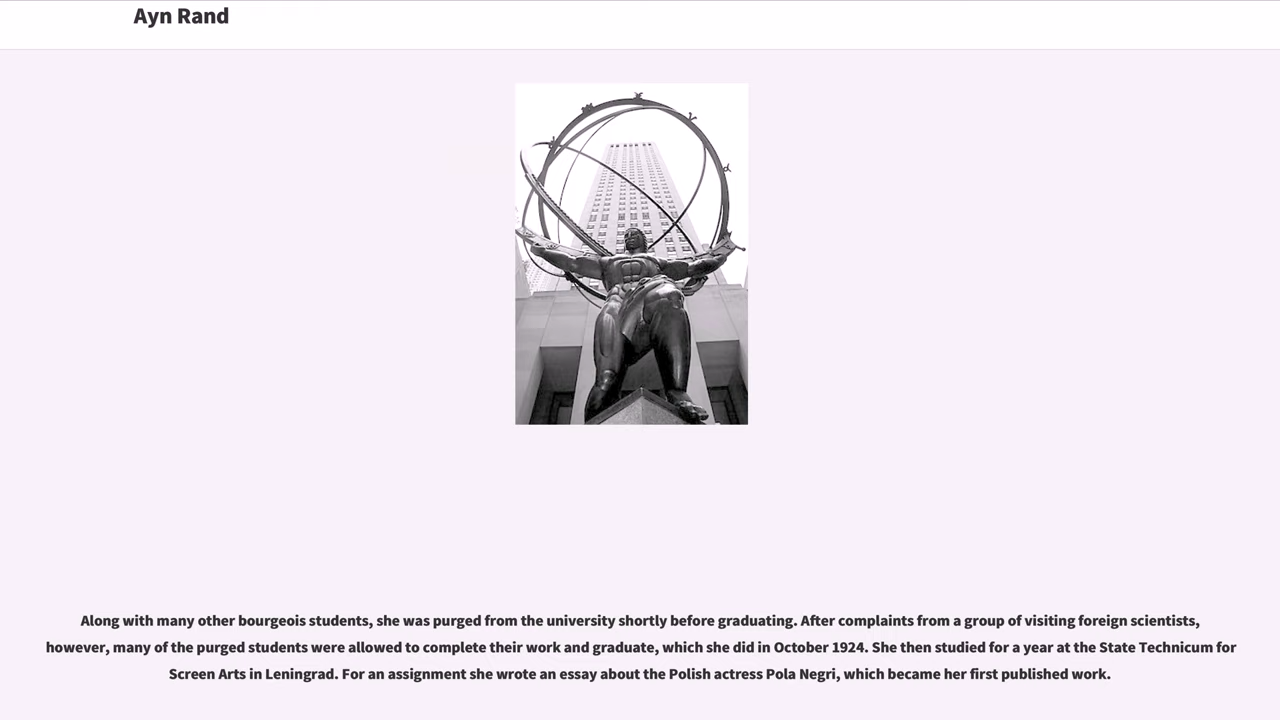 Ayn Rand
Along with many other bourgeois students, she was purged from the university shortly before graduating. After complaints from a group of visiting foreign scientists,
however, many of the purged students were allowed to complete their work and graduate, which she did in October 1924. She then studied for a year at the State Technicum for
Screen Arts in Leningrad. For an assignment she wrote an essay about the Polish actress Pola Negri, which became her first published work.